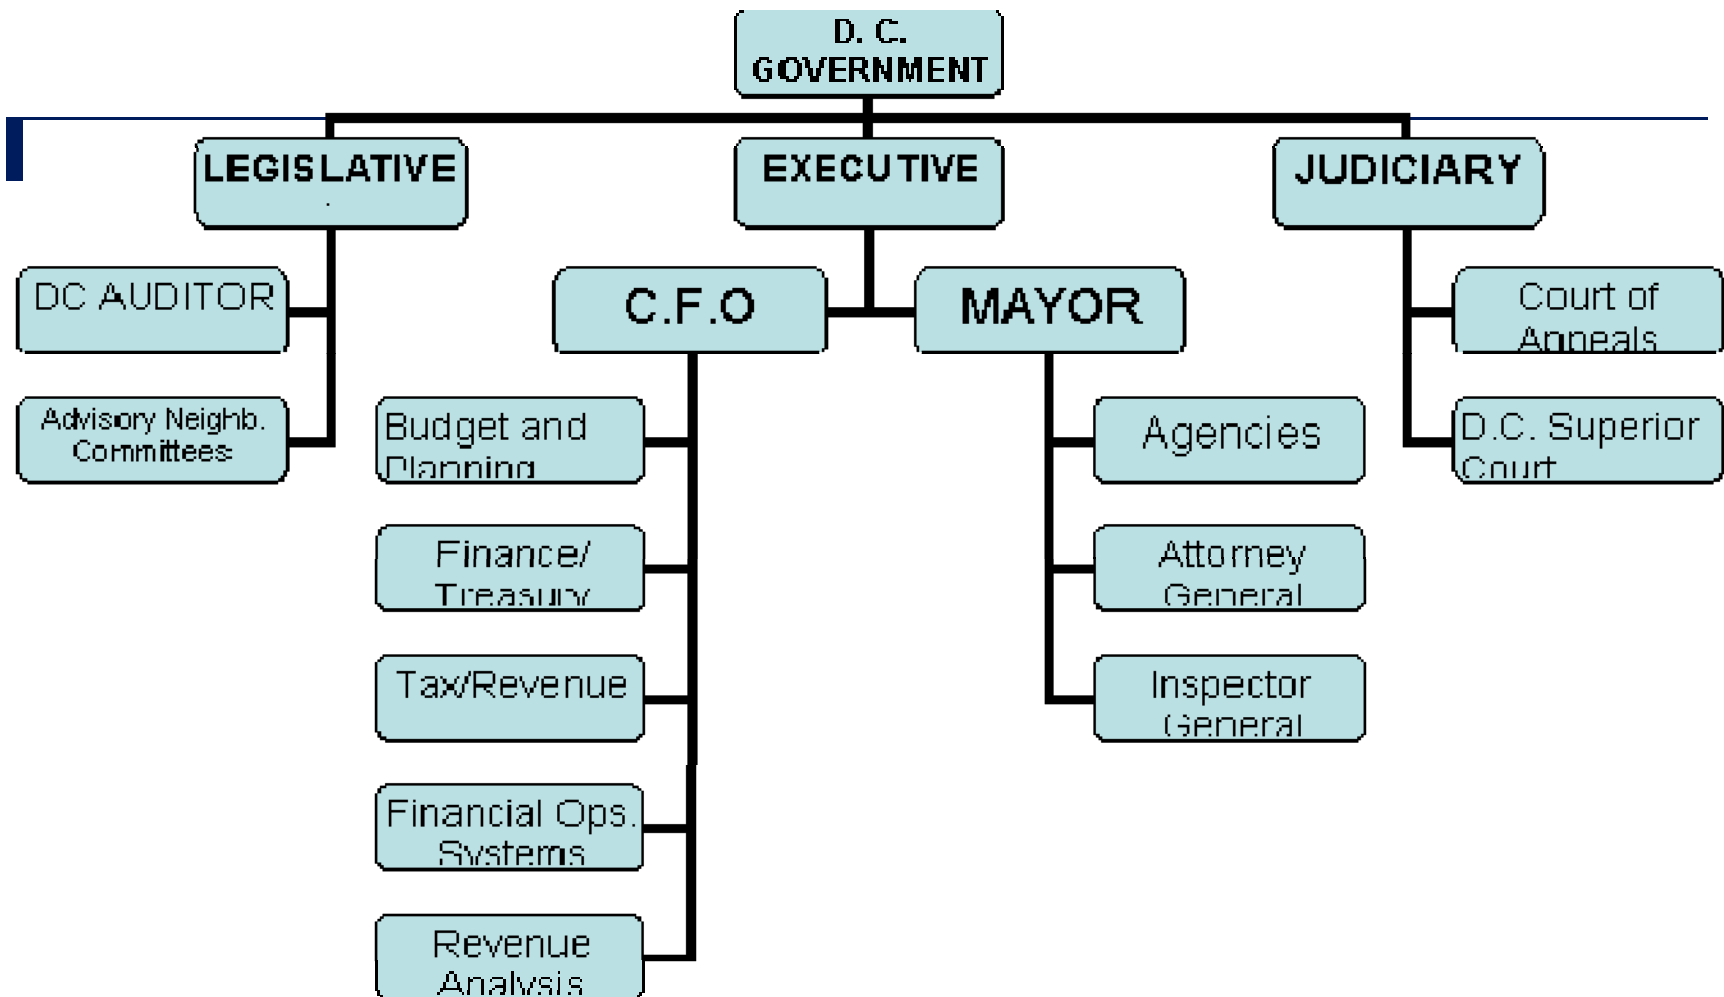 D. C.
GOVERNMENT
LEGISLATIVE
.
EXECUTIVE
JUDICIARY
DC AUDITOR
Advisory Neighb.
Committees
C.F.O
Budget and
Planning
Finance/
Treasury
Tax/Revenue
Financial Ops.
Systems
Revenue
Analysis
MAYOR
Agencies
Attorney
General
Inspector
General
Court of
Appeals
D.C. Superior
Court